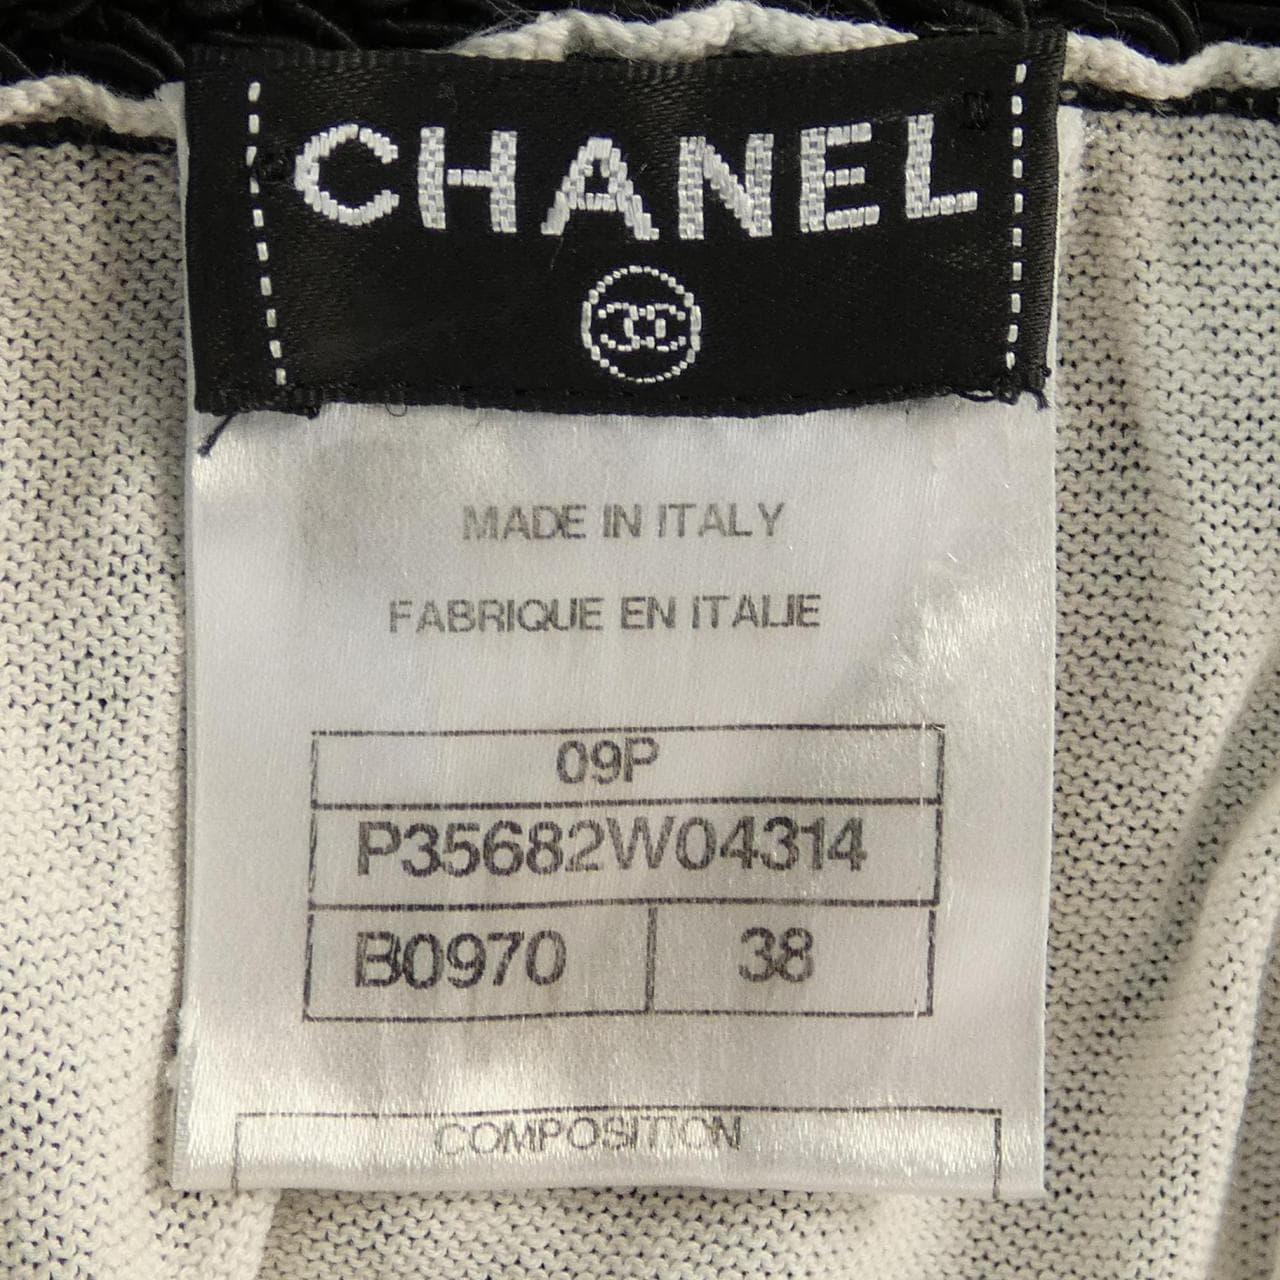 CHANEL
MADE IN ITALY
FABRIQUE EN ITALIE
09P
P35682W04314
B0970 38
COMPOSITION